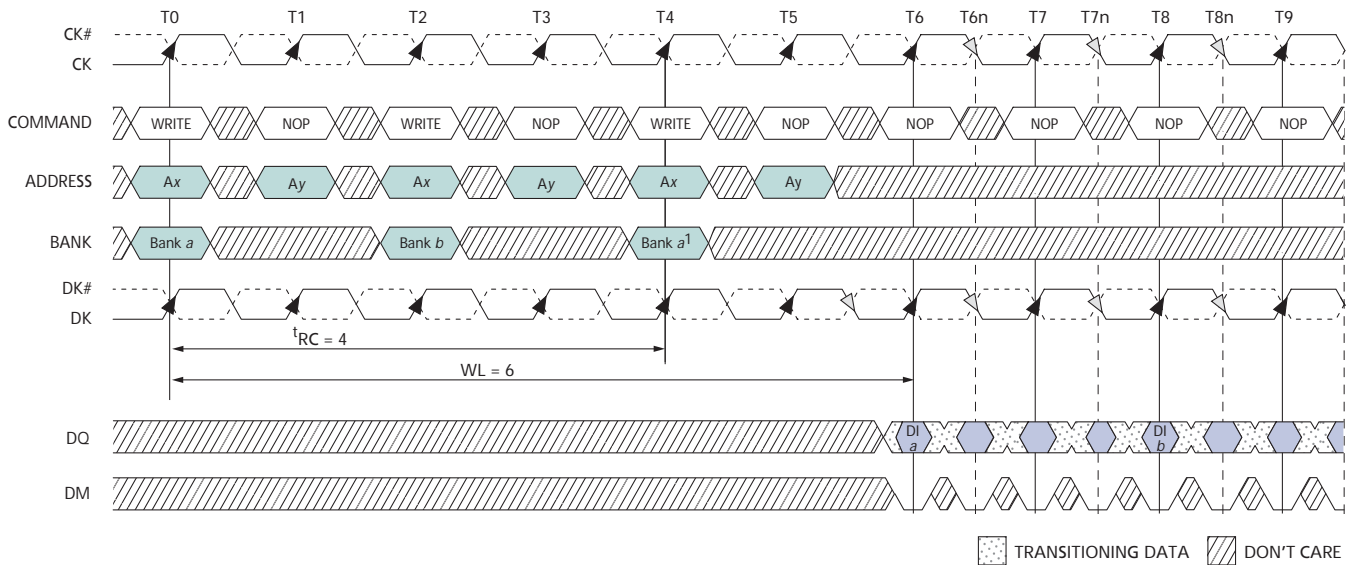 T0 T1 T2 T3 T4 T5 T6 T6n T7 T7n T8 T8n T9
CK#
CK
COMMAND WRITE NOP WRITE NOP WRITE NOP NOP NOP NOP NOP
ADDRESS Ax Ay Ax Ay Ax Ay
BANK Bank a Bank b Bank a¹
DK#
DK
tRC = 4
WL = 6
DQ DI a DI b
DM
TRANSITIONING DATA DON'T CARE